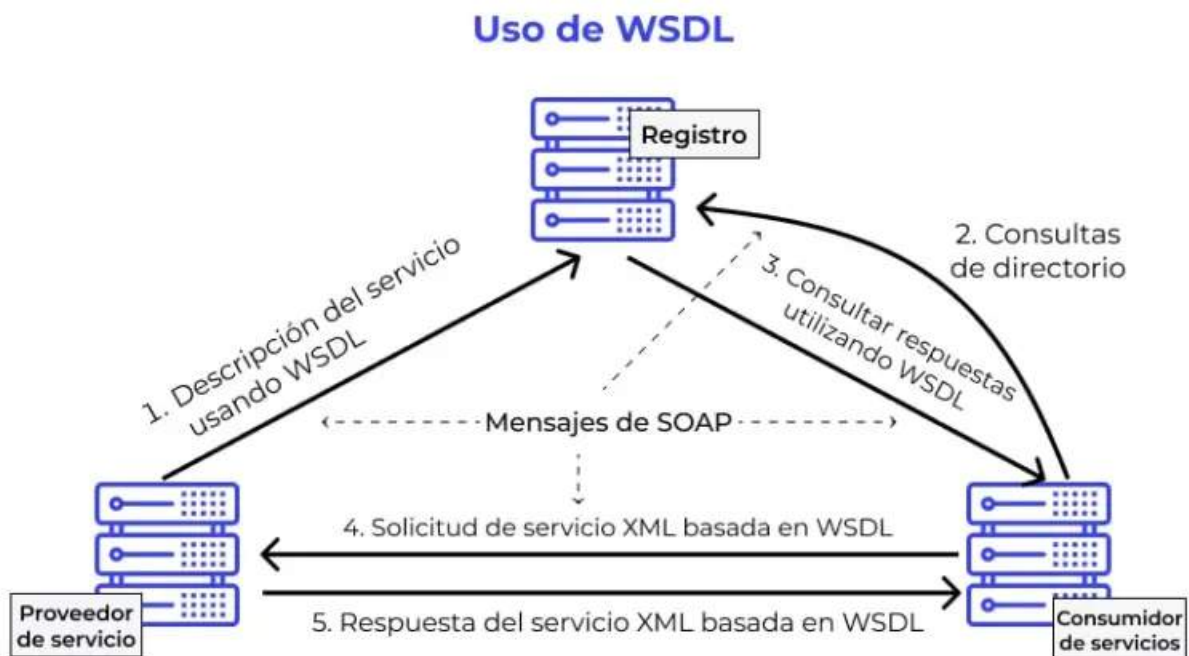 Uso de WSDL
Registro
2. Consultas
de directorio
1. Descripción del servicio
usando WSDL
3. Consultar respuestas
utilizando WSDL
Mensajes de SOAP
4. Solicitud de servicio XML basada en WSDL
Proveedor
de servicio
5. Respuesta del servicio XML basada en WSDL
Consumidor
de servicios